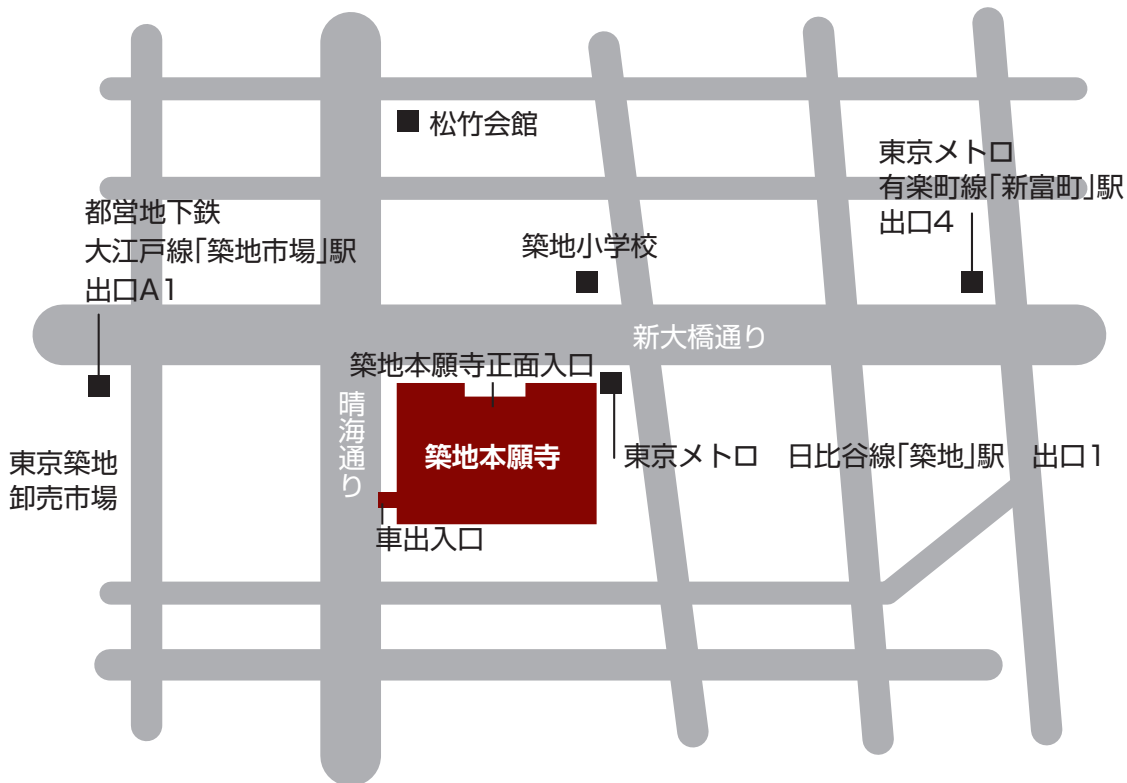 松竹会館
東京メトロ
有楽町線「新富町」駅
出口4
都営地下鉄
大江戸線「築地市場」駅
出口A1
築地小学校
新大橋通り
築地本願寺正面入口
晴海通り
築地本願寺
東京メトロ　日比谷線「築地」駅　出口1
東京築地
卸売市場
車出入口